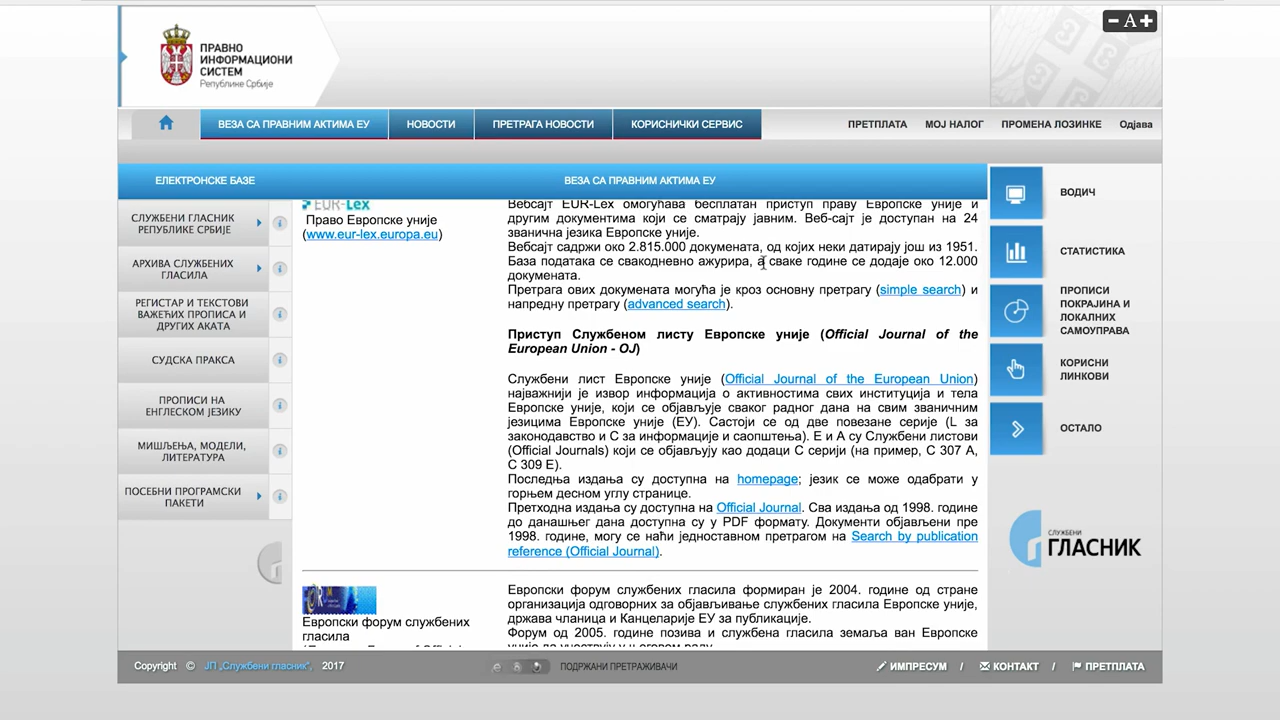 − A +
ПРАВНО
ИНФОРМАЦИОНИ
СИСТЕМ
Републике Србије
ВЕЗА СА ПРАВНИМ АКТИМА ЕУ
НОВОСТИ
ПРЕТРАГА НОВОСТИ
КОРИСНИЧКИ СЕРВИС
ПРЕТПЛАТА
МОЈ НАЛОГ
ПРОМЕНА ЛОЗИНКЕ
Одјава
ЕЛЕКТРОНСКЕ БАЗЕ
ВЕЗА СА ПРАВНИМ АКТИМА ЕУ
СЛУЖБЕНИ ГЛАСНИК
РЕПУБЛИКЕ СРБИЈЕ
АРХИВА СЛУЖБЕНИХ
ГЛАСИЛА
РЕГИСТАР И ТЕКСТОВИ
ВАЖЕЋИХ ПРОПИСА И
ДРУГИХ АКАТА
СУДСКА ПРАКСА
ПРОПИСИ НА
ЕНГЛЕСКОМ ЈЕЗИКУ
МИШЉЕЊА, МОДЕЛИ,
ЛИТЕРАТУРА
ПОСЕБНИ ПРОГРАМСКИ
ПАКЕТИ
EUR-Lex
Право Европске уније
(www.eur-lex.europa.eu)
Вебсајт EUR-Lex омогућава бесплатан приступ праву Европске уније и
другим документима који се сматрају јавним. Веб-сајт је доступан на 24
званична језика Европске уније.
Вебсајт садржи око 2.815.000 докумената, од којих неки датирају још из 1951.
База података се свакодневно ажурира, а сваке године се додаје око 12.000
докумената.
Претрага ових докумената могућа је кроз основну претрагу (simple search) и
напредну претрагу (advanced search).
Приступ Службеном листу Европске уније (Official Journal of the
European Union - OJ)
Службени лист Европске уније (Official Journal of the European Union)
најважнији је извор информација о активностима свих институција и тела
Европске уније, који се објављује сваког радног дана на свим званичним
језицима Европске уније (ЕУ). Састоји се од две повезане серије (L за
законодавство и C за информације и саопштења). Е и А су Службени листови
(Official Journals) који се објављују као додаци C серији (на пример, C 307 A,
C 309 E).
Последња издања су доступна на homepage; језик се може одабрати у
горњем десном углу странице.
Претходна издања су доступна на Official Journal. Сва издања од 1998. године
до данашњег дана доступна су у PDF формату. Документи објављени пре
1998. године, могу се наћи једноставном претрагом на Search by publication
reference (Official Journal).
Европски форум службених
гласила
Европски форум службених гласила формиран је 2004. године од стране
организација одговорних за објављивање службених гласила Европске уније,
држава чланица и Канцеларије ЕУ за публикације.
Форум од 2005. године позива и службена гласила земаља ван Европске
ВОДИЧ
СТАТИСТИКА
ПРОПИСИ
ПОКРАЈИНА И
ЛОКАЛНИХ
САМОУПРАВА
КОРИСНИ
ЛИНКОВИ
ОСТАЛО
СЛУЖБЕНИ
ГЛАСНИК
Copyright © ЈП „Службени гласник“, 2017
ПОДРЖАНИ ПРЕТРАЖИВАЧИ
ИМПРЕСУМ / КОНТАКТ / ПРЕТПЛАТА